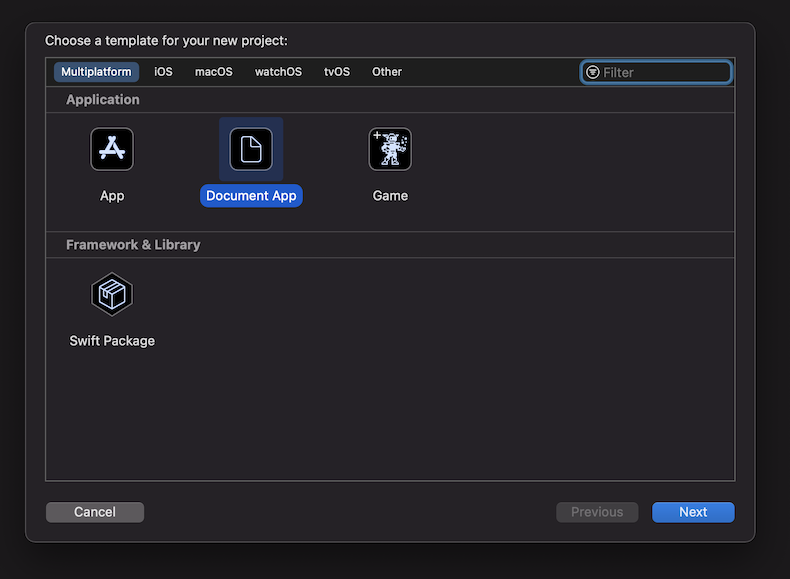 Choose a template for your new project:
Multiplatform iOS macOS watchOS tvOS Other Filter
Application
App Document App Game
Framework & Library
Swift Package
Cancel Previous Next